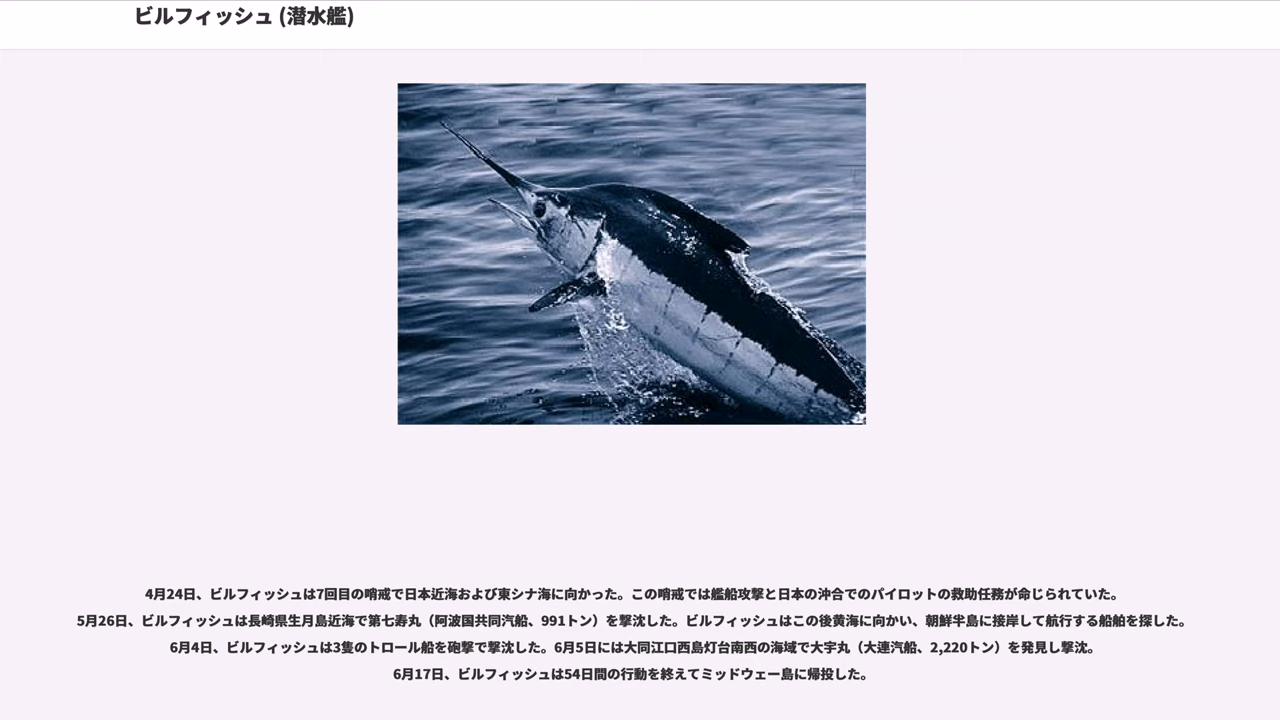 ビルフィッシュ (潜水艦)
4月24日、ビルフィッシュは7回目の哨戒で日本近海および東シナ海に向かった。この哨戒では艦船攻撃と日本の沖合でのパイロットの救助任務が命じられていた。
5月26日、ビルフィッシュは長崎県生月島近海で第七寿丸（阿波国共同汽船、991トン）を撃沈した。ビルフィッシュはこの後黄海に向かい、朝鮮半島に接岸して航行する船舶を探した。
6月4日、ビルフィッシュは3隻のトロール船を砲撃で撃沈した。6月5日には大同江口西島灯台南西の海域で大宇丸（大連汽船、2,220トン）を発見し撃沈。
6月17日、ビルフィッシュは54日間の行動を終えてミッドウェー島に帰投した。